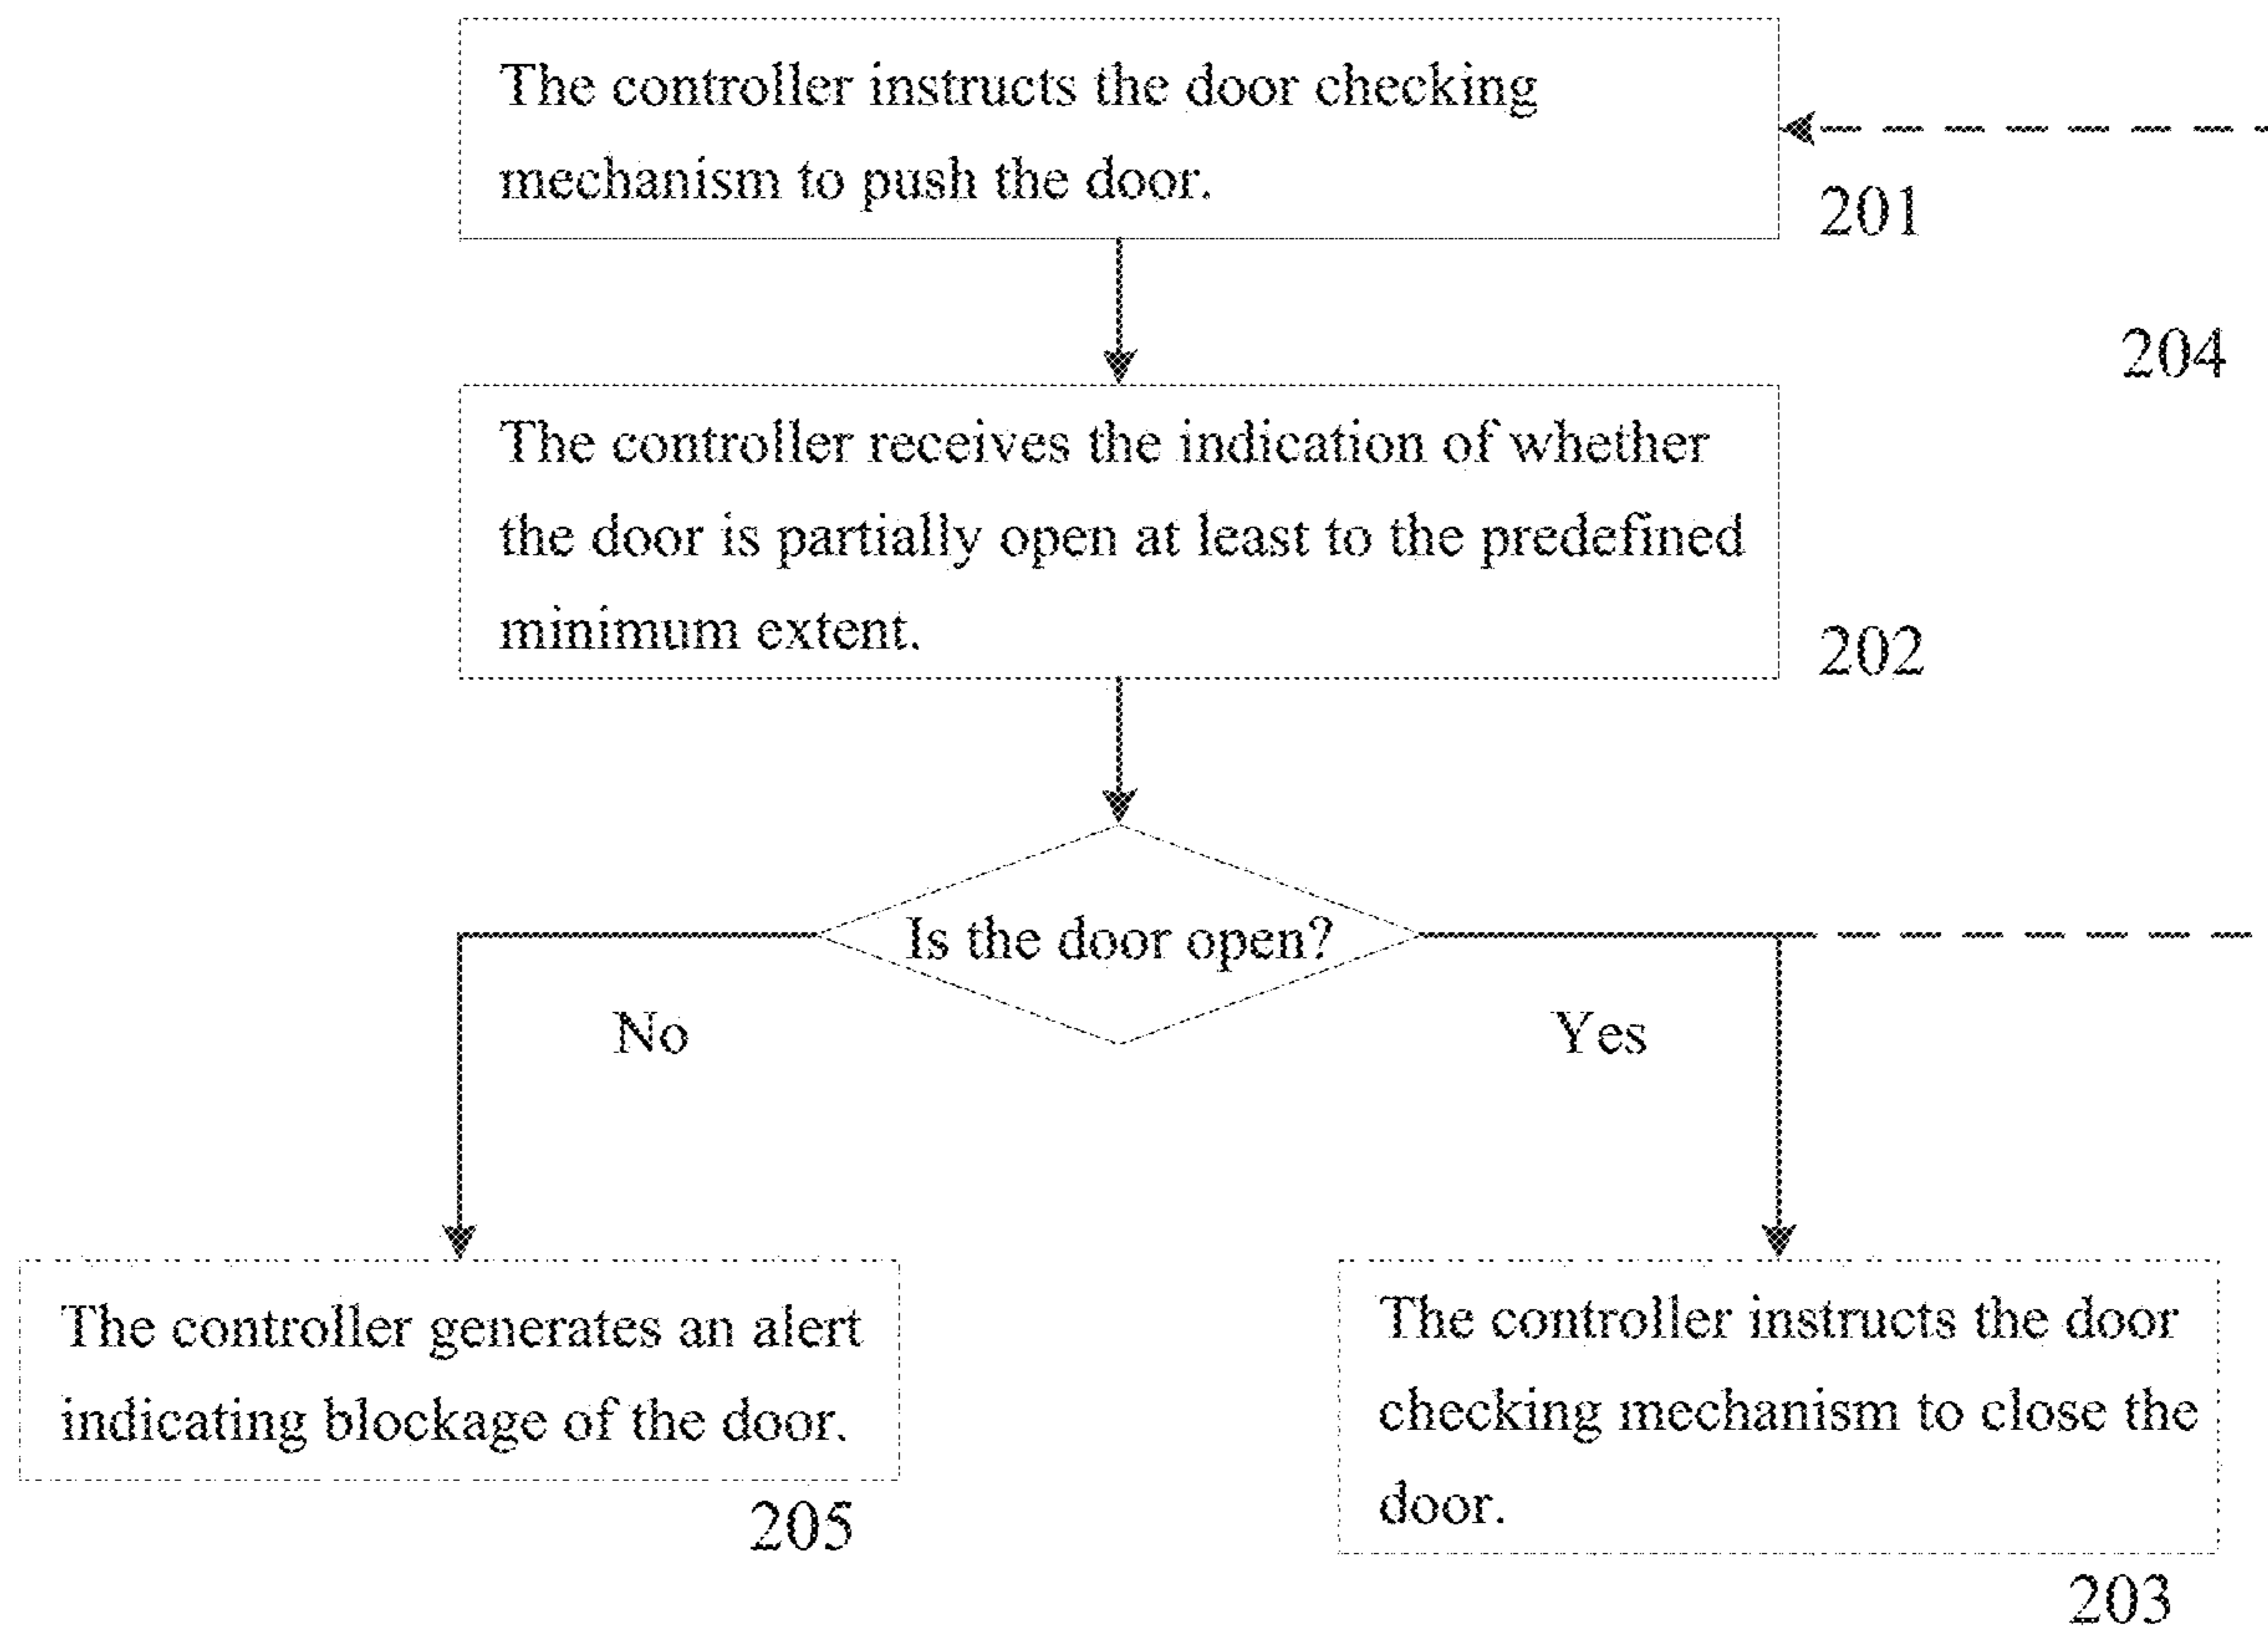 The controller instructs the door checking
mechanism to push the door.
201
204
The controller receives the indication of whether
the door is partially open at least to the predefined
minimum extent.
202
Is the door open?
No
Yes
The controller generates an alert
indicating blockage of the door.
205
The controller instructs the door
checking mechanism to close the
door.
203